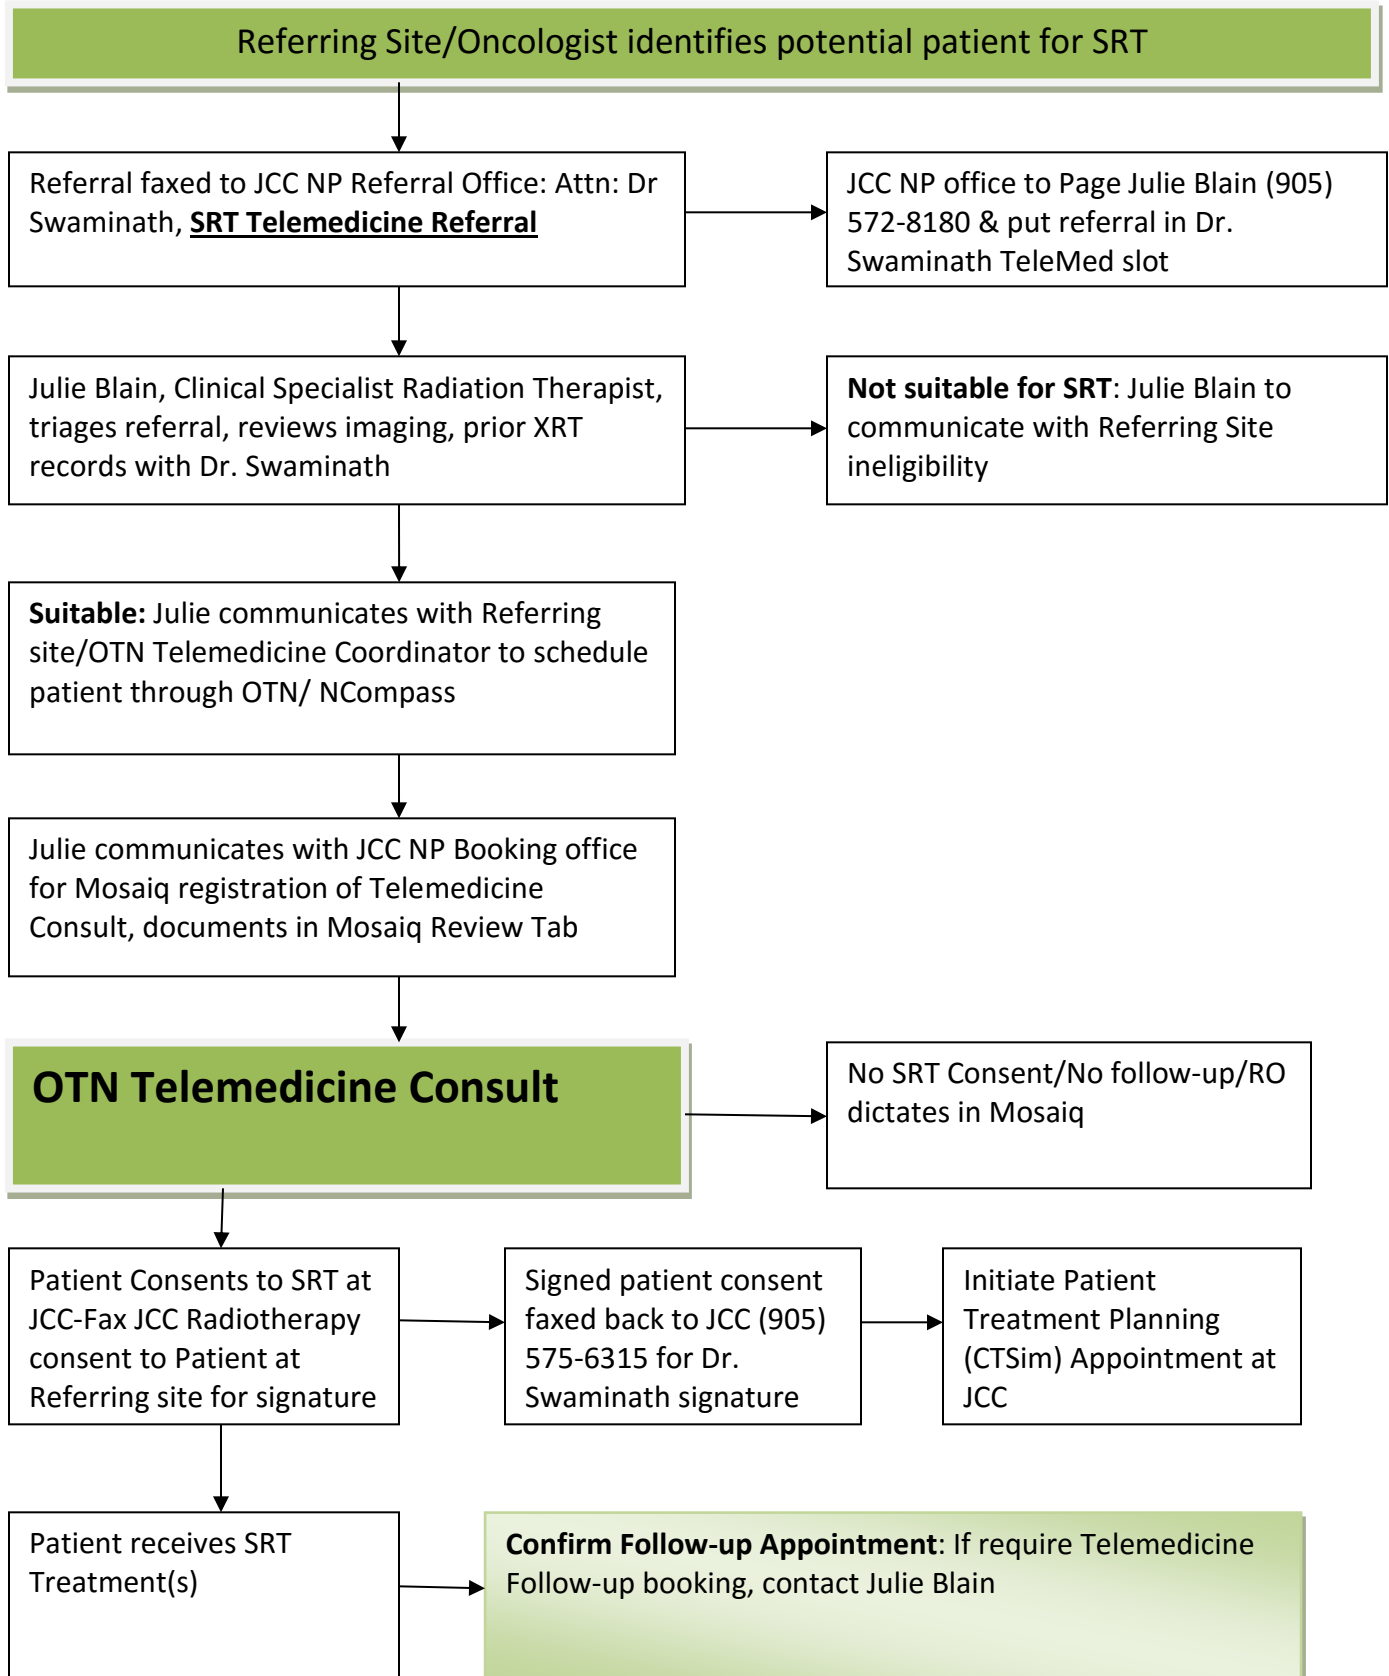 Referring Site/Oncologist identifies potential patient for SRT
Referral faxed to JCC NP Referral Office: Attn: Dr
Swaminath, SRT Telemedicine Referral
JCC NP office to Page Julie Blain (905)
572-8180 & put referral in Dr.
Swaminath TeleMed slot
Julie Blain, Clinical Specialist Radiation Therapist,
triages referral, reviews imaging, prior XRT
records with Dr. Swaminath
Not suitable for SRT: Julie Blain to
communicate with Referring Site
ineligibility
Suitable: Julie communicates with Referring
site/OTN Telemedicine Coordinator to schedule
patient through OTN/ NCompass
Julie communicates with JCC NP Booking office
for Mosaiq registration of Telemedicine
Consult, documents in Mosaiq Review Tab
OTN Telemedicine Consult
No SRT Consent/No follow-up/RO
dictates in Mosaiq
Patient Consents to SRT at
JCC-Fax JCC Radiotherapy
consent to Patient at
Referring site for signature
Signed patient consent
faxed back to JCC (905)
575-6315 for Dr.
Swaminath signature
Initiate Patient
Treatment Planning
(CTSim) Appointment at
JCC
Patient receives SRT
Treatment(s)
Confirm Follow-up Appointment: If require Telemedicine
Follow-up booking, contact Julie Blain